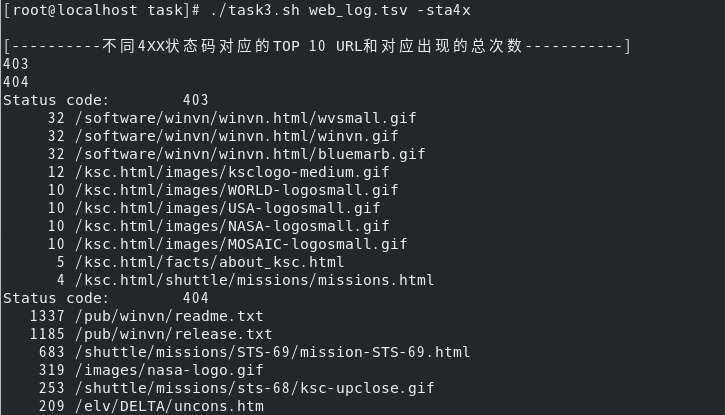 [root@localhost task]# ./task3.sh web_log.tsv -sta4x
[----------不同4XX状态码对应的TOP 10 URL和对应出现的总次数-----------]
403
404
Status code: 403
32 /software/winvn/winvn.html/wvsmall.gif
32 /software/winvn/winvn.html/winvn.gif
32 /software/winvn/winvn.html/bluemarb.gif
12 /ksc.html/images/ksclogo-medium.gif
10 /ksc.html/images/WORLD-logosmall.gif
10 /ksc.html/images/USA-logosmall.gif
10 /ksc.html/images/NASA-logosmall.gif
10 /ksc.html/images/MOSAIC-logosmall.gif
5 /ksc.html/facts/about_ksc.html
4 /ksc.html/shuttle/missions/missions.html
Status code: 404
1337 /pub/winvn/readme.txt
1185 /pub/winvn/release.txt
683 /shuttle/missions/STS-69/mission-STS-69.html
319 /images/nasa-logo.gif
253 /shuttle/missions/sts-68/ksc-upclose.gif
209 /elv/DELTA/uncons.htm